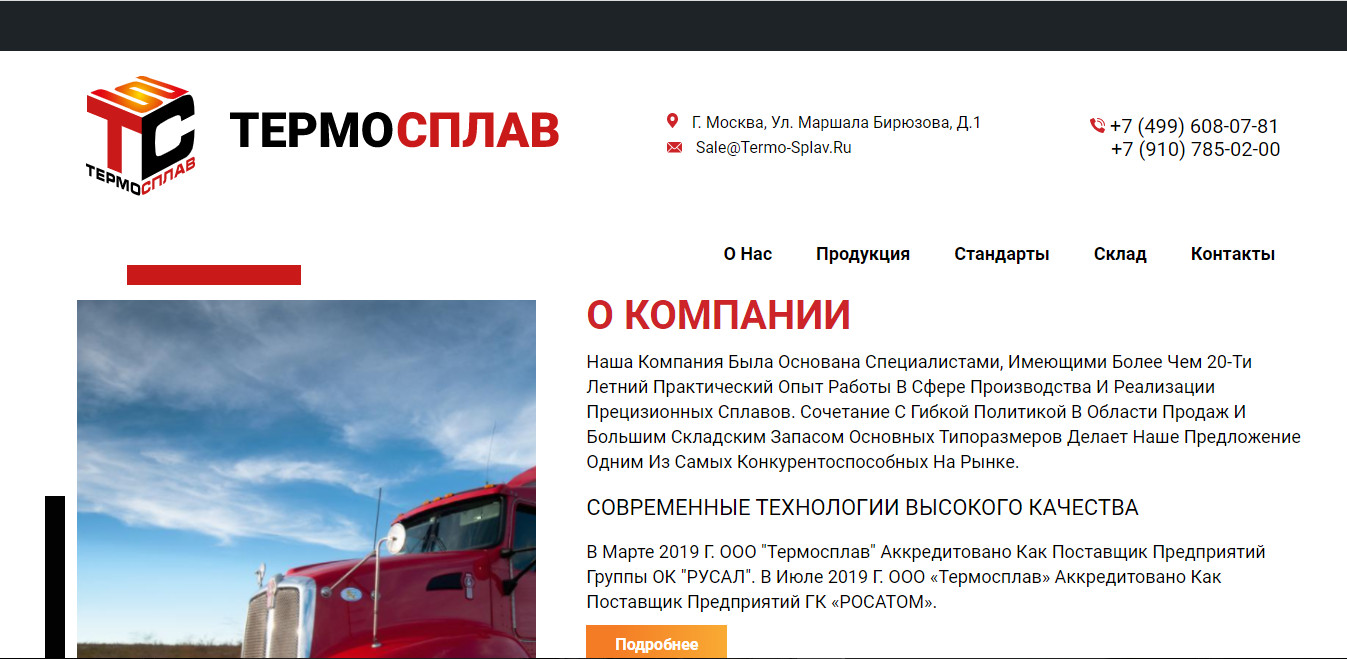 ТС
ТЕРМОСПЛАВ
ТЕРМОСПЛАВ
Г. Москва, Ул. Маршала Бирюзова, Д.1
Sale@Termo-Splav.Ru
+7 (499) 608-07-81
+7 (910) 785-02-00
О Нас Продукция Стандарты Склад Контакты
О КОМПАНИИ
Наша Компания Была Основана Специалистами, Имеющими Более Чем 20-Ти
Летний Практический Опыт Работы В Сфере Производства И Реализации
Прецизионных Сплавов. Сочетание С Гибкой Политикой В Области Продаж И
Большим Складским Запасом Основных Типоразмеров Делает Наше Предложение
Одним Из Самых Конкурентоспособных На Рынке.
СОВРЕМЕННЫЕ ТЕХНОЛОГИИ ВЫСОКОГО КАЧЕСТВА
В Марте 2019 Г. ООО "Термосплав" Аккредитовано Как Поставщик Предприятий
Группы ОК "РУСАЛ". В Июле 2019 Г. ООО «Термосплав» Аккредитовано Как
Поставщик Предприятий ГК «РОСАТОМ».
Подробнее